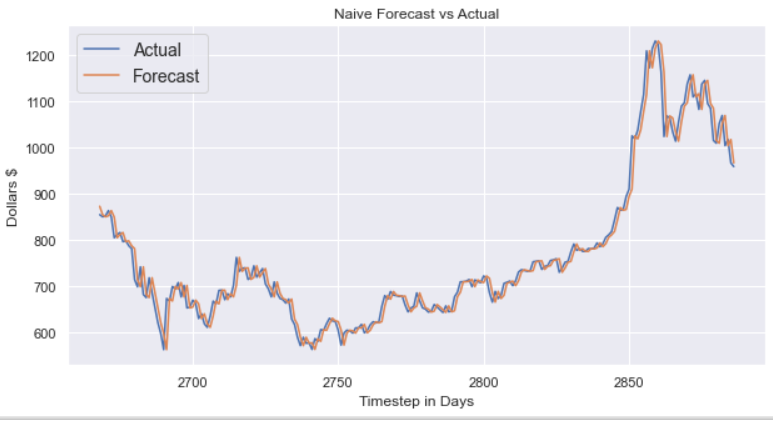 Naive Forecast vs Actual
Actual
Forecast
1200
1100
1000
900
800
700
600
Dollars $
2700 2750 2800 2850
Timestep in Days